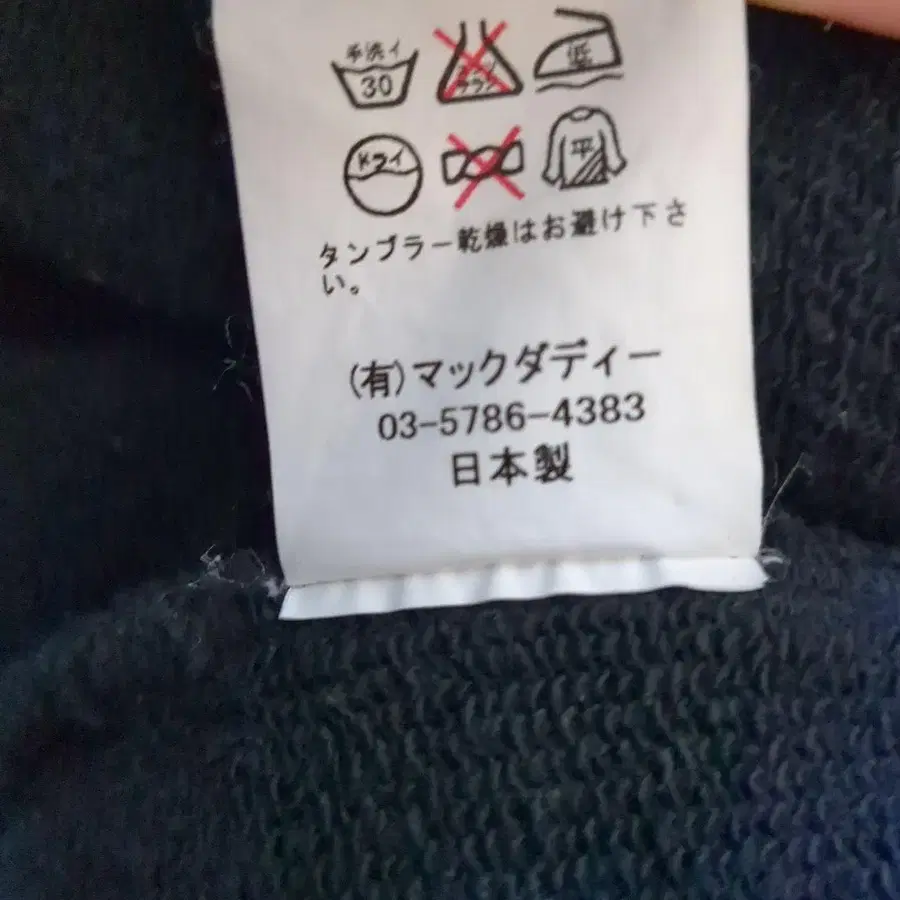 手洗イ
30
低
ドライ
平
タンブラー乾燥はお避け下さ
い。
(有)マックダディー
03-5786-4383
日本製